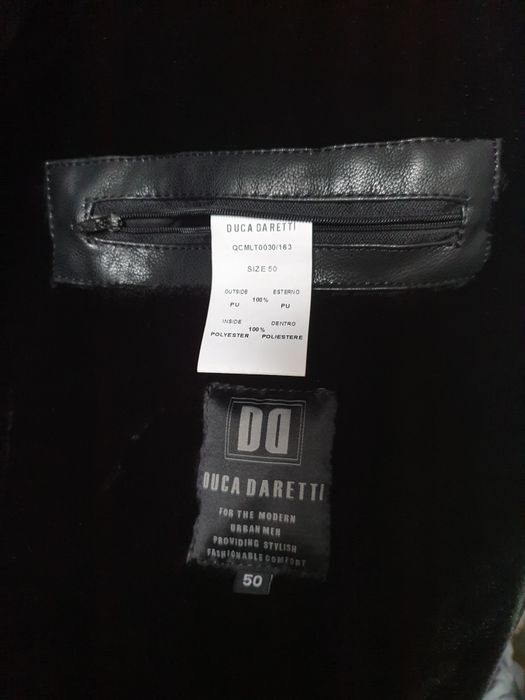 DUCA DARETTI
QCMLT0030/163
SIZE 50
OUTSIDE ESTERNO
100%
PU PU
INSIDE DENTRO
100%
POLYESTER POLIESTERE
DD
DUCA DARETTI
FOR THE MODERN
URBAN MEN
PROVIDING STYLISH
FASHIONABLE COMFORT
50